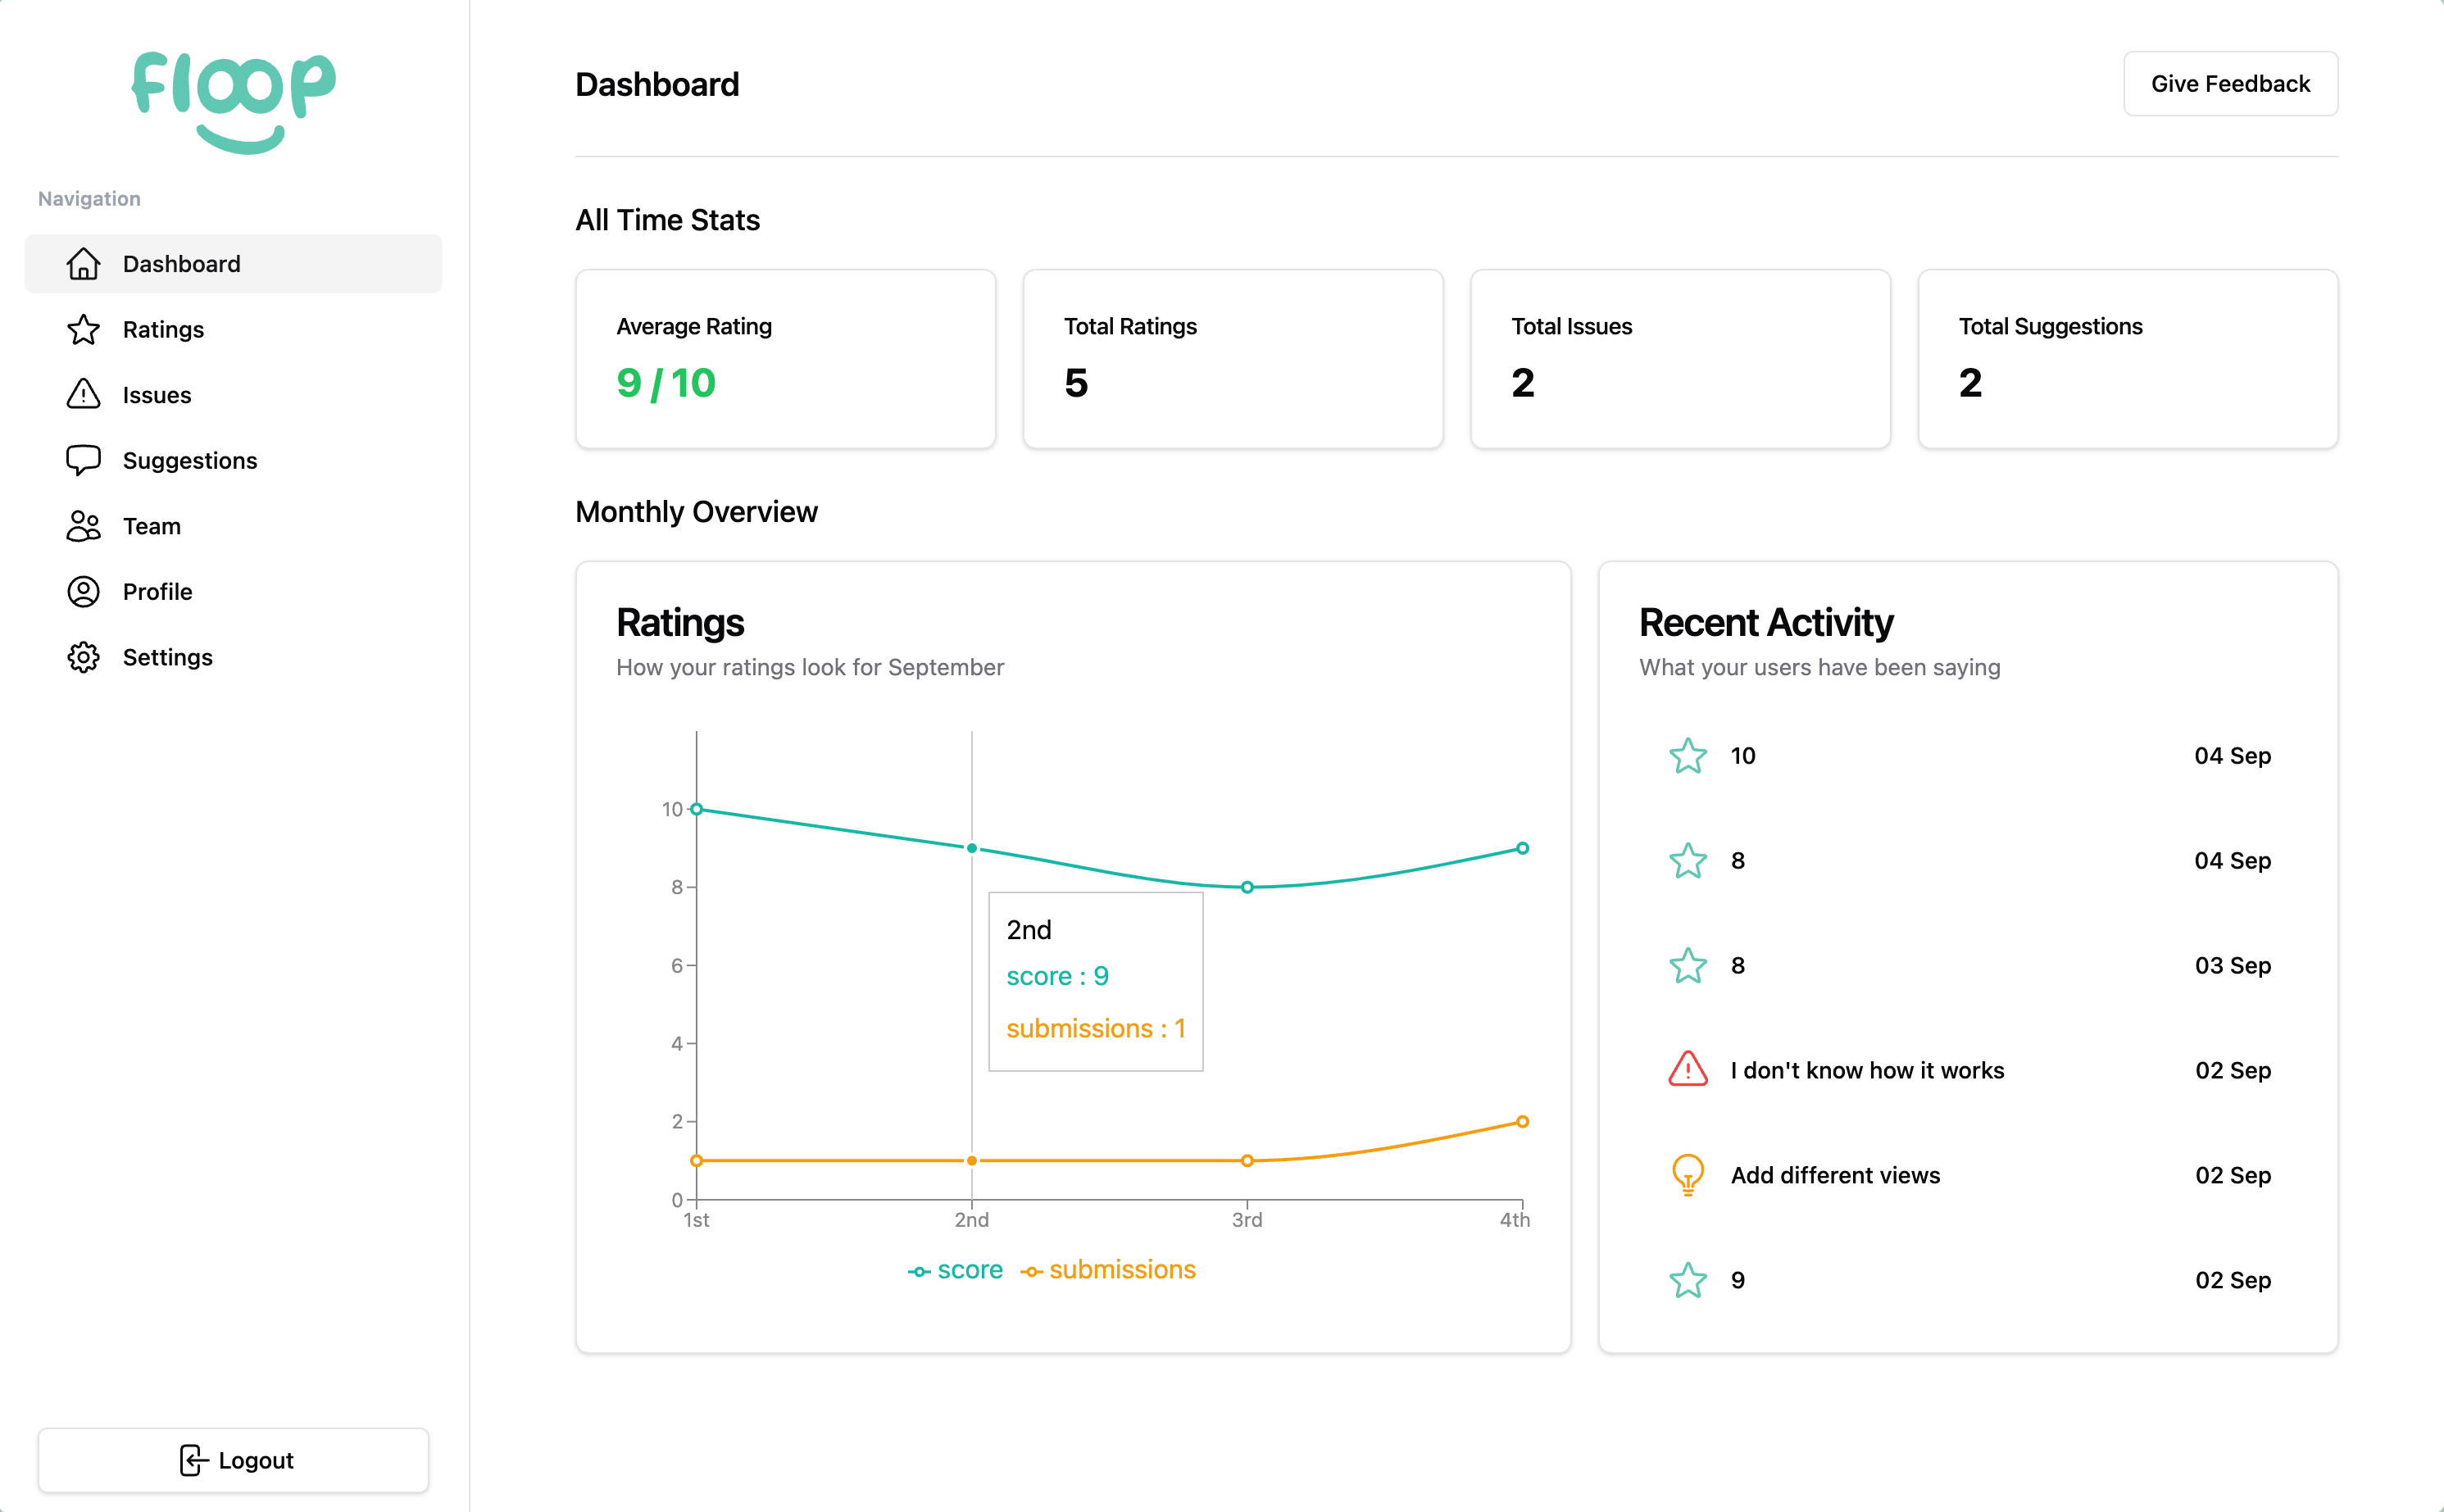 floop
Navigation
Dashboard
Ratings
Issues
Suggestions
Team
Profile
Settings
Logout
Dashboard
Give Feedback
All Time Stats
Average Rating
9 / 10
Total Ratings
5
Total Issues
2
Total Suggestions
2
Monthly Overview
Ratings
How your ratings look for September
10
8
6
4
2
0
1st
2nd
3rd
4th
2nd
score : 9
submissions : 1
score
submissions
Recent Activity
What your users have been saying
10 04 Sep
8 04 Sep
8 03 Sep
I don't know how it works 02 Sep
Add different views 02 Sep
9 02 Sep